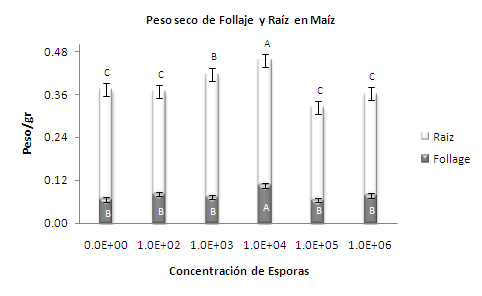 Peso seco de Follaje y Raíz en Maíz
Peso/gr
0.48
0.36
0.24
0.12
0.00
C
C
B
A
C
C
B
B
B
A
B
B
0.0E+00 1.0E+02 1.0E+03 1.0E+04 1.0E+05 1.0E+06
Concentración de Esporas
Raiz
Follage